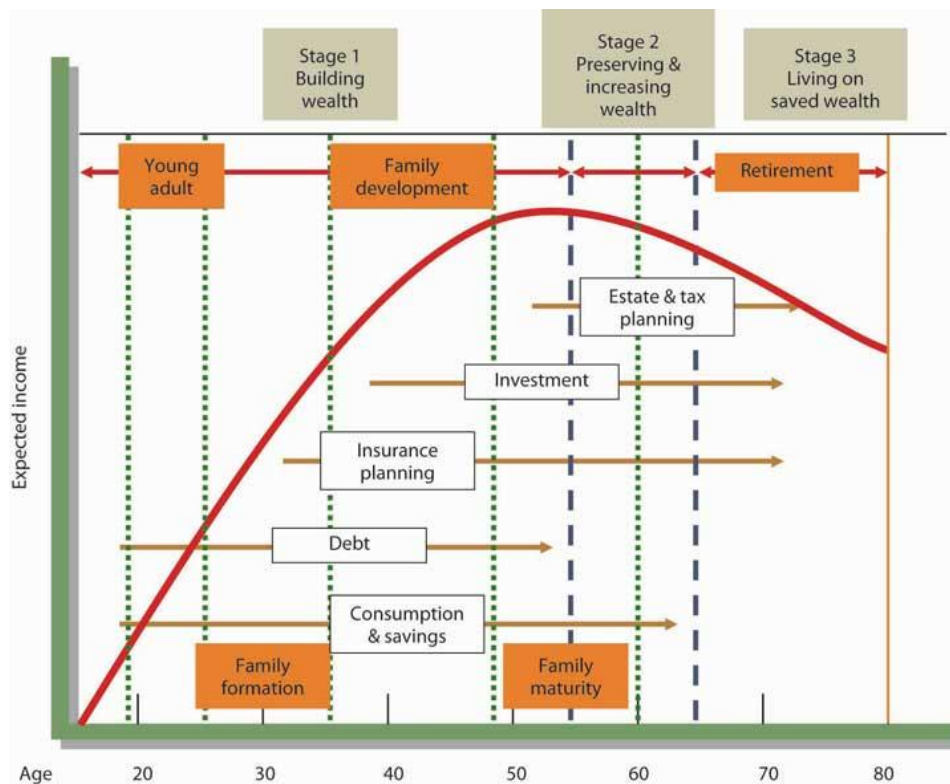 Stage 1
Building
wealth
Stage 2
Preserving &
increasing
wealth
Stage 3
Living on
saved wealth
Young
adult
Family
development
Retirement
Estate & tax
planning
Investment
Insurance
planning
Debt
Consumption
& savings
Family
formation
Family
maturity
Expected income
Age 20 30 40 50 60 70 80